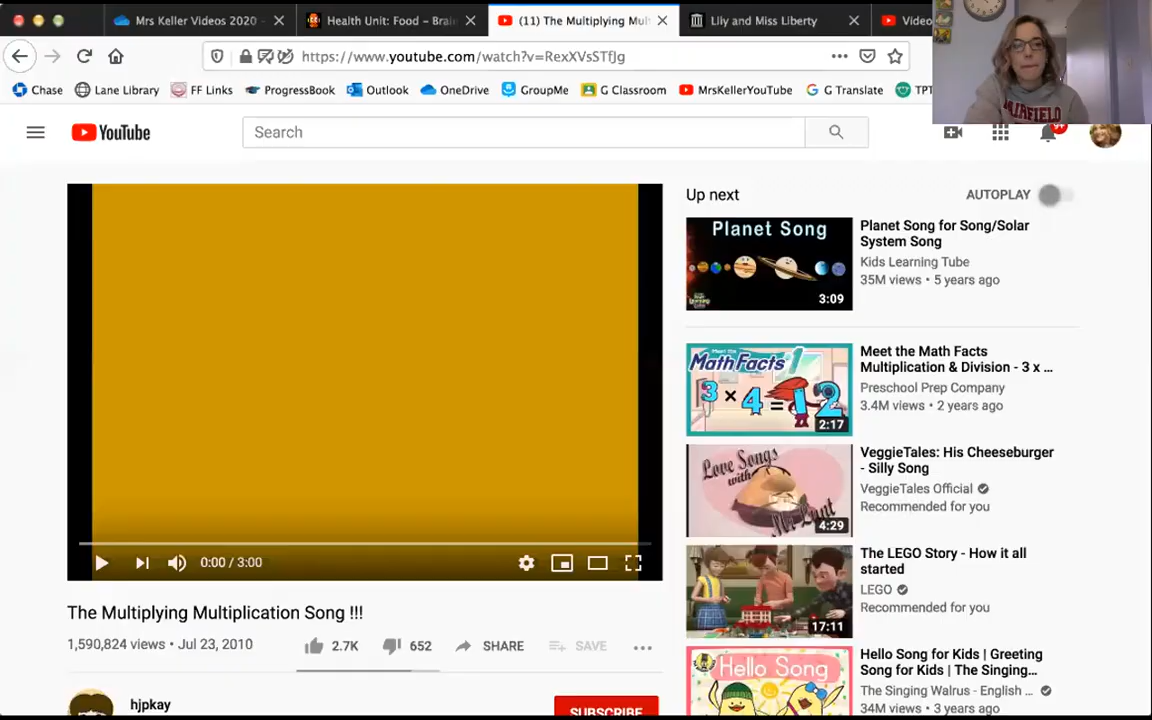 Mrs Keller Videos 2020
Health Unit: Food – Brain
(11) The Multiplying Mul
Lily and Miss Liberty
Video
https://www.youtube.com/watch?v=RexXVsSTfJg
Chase
Lane Library
FF Links
ProgressBook
Outlook
OneDrive
GroupMe
G Classroom
MrsKellerYouTube
G Translate
TPT
YouTube
Search
9+
Up next
AUTOPLAY
Planet Song
3:09
Planet Song for Song/Solar
System Song
Kids Learning Tube
35M views • 5 years ago
Meet the
Math Facts 1
3 × 4 = 12
2:17
Meet the Math Facts
Multiplication & Division - 3 x ...
Preschool Prep Company
3.4M views • 2 years ago
Love Songs
with
Mr Lunt
4:29
VeggieTales: His Cheeseburger
- Silly Song
VeggieTales Official
Recommended for you
17:11
The LEGO Story - How it all
started
LEGO
Recommended for you
Hello Song
Hello Song for Kids | Greeting
Song for Kids | The Singing...
The Singing Walrus - English ...
34M views • 3 years ago
0:00 / 3:00
The Multiplying Multiplication Song !!!
1,590,824 views • Jul 23, 2010
2.7K
652
SHARE
SAVE
hjpkay
SUBSCRIBE